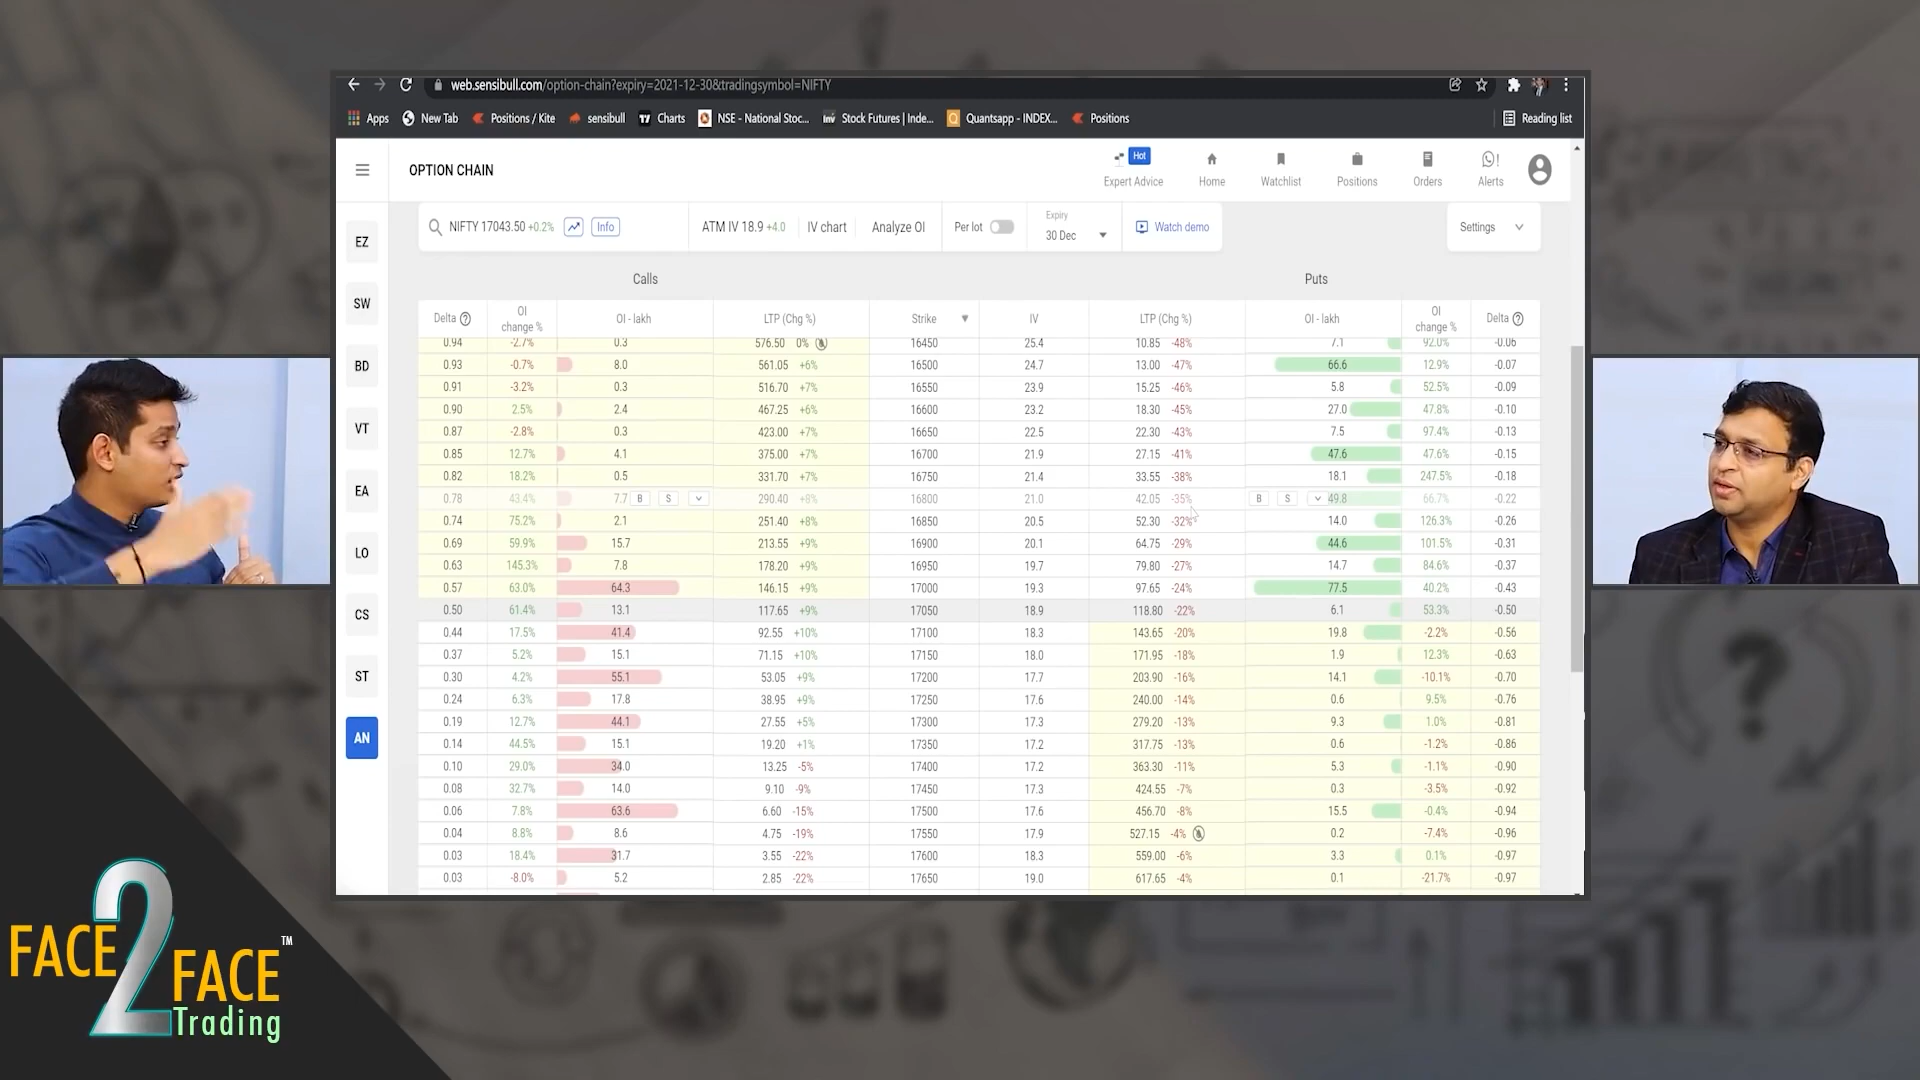 web.sensibull.com/option-chain?expiry=2021-12-30&tradingsymbol=NIFTY
Apps New Tab Positions / Kite sensibull Charts NSE - National Stoc... Stock Futures | Inde... Quantsapp - INDEX... Positions Reading list
OPTION CHAIN
Hot
Expert Advice Home Watchlist Positions Orders Alerts
NIFTY 17043.50 +0.2% Info ATM IV 18.9 +4.0 IV chart Analyze OI Per lot Expiry 30 Dec Watch demo Settings
EZ
SW
BD
VT
EA
LO
CS
ST
AN
Calls Puts
Delta OI change % OI - lakh LTP (Chg %) Strike IV LTP (Chg %) OI - lakh OI change % Delta
0.94 -2.7% 0.3 576.50 0% 16450 25.4 10.85 -48% 7.1 92.0% -0.06
0.93 -0.7% 8.0 561.05 +6% 16500 24.7 13.00 -47% 66.6 12.9% -0.07
0.91 -3.2% 0.3 516.70 +7% 16550 23.9 15.25 -46% 5.8 52.5% -0.09
0.90 2.5% 2.4 467.25 +6% 16600 23.2 18.30 -45% 27.0 47.8% -0.10
0.87 -2.8% 0.3 423.00 +7% 16650 22.5 22.30 -43% 7.5 97.4% -0.13
0.85 12.7% 4.1 375.00 +7% 16700 21.9 27.15 -41% 47.6 47.6% -0.15
0.82 18.2% 0.5 331.70 +7% 16750 21.4 33.55 -38% 18.1 247.5% -0.18
0.78 43.4% 7.7 B S 290.40 +8% 16800 21.0 42.05 -35% B S 49.8 66.7% -0.22
0.74 75.2% 2.1 251.40 +8% 16850 20.5 52.30 -32% 14.0 126.3% -0.26
0.69 59.9% 15.7 213.55 +9% 16900 20.1 64.75 -29% 44.6 101.5% -0.31
0.63 145.3% 7.8 178.20 +9% 16950 19.7 79.80 -27% 14.7 84.6% -0.37
0.57 63.0% 64.3 146.15 +9% 17000 19.3 97.65 -24% 77.5 40.2% -0.43
0.50 61.4% 13.1 117.65 +9% 17050 18.9 118.80 -22% 6.1 53.3% -0.50
0.44 17.5% 41.4 92.55 +10% 17100 18.3 143.65 -20% 19.8 -2.2% -0.56
0.37 5.2% 15.1 71.15 +10% 17150 18.0 171.95 -18% 1.9 12.3% -0.63
0.30 4.2% 55.1 53.05 +9% 17200 17.7 203.90 -16% 14.1 -10.1% -0.70
0.24 6.3% 17.8 38.95 +9% 17250 17.6 240.00 -14% 0.6 9.5% -0.76
0.19 12.7% 44.1 27.55 +5% 17300 17.3 279.20 -13% 9.3 1.0% -0.81
0.14 44.5% 15.1 19.20 +1% 17350 17.2 317.75 -13% 0.6 -1.2% -0.86
0.10 29.0% 34.0 13.25 -5% 17400 17.2 363.30 -11% 5.3 -1.1% -0.90
0.08 32.7% 14.0 9.10 -9% 17450 17.3 424.55 -7% 0.3 -3.5% -0.92
0.06 7.8% 63.6 6.60 -15% 17500 17.6 456.70 -8% 15.5 -0.4% -0.94
0.04 8.8% 8.6 4.75 -19% 17550 17.9 527.15 -4% 0.2 -7.4% -0.96
0.03 18.4% 31.7 3.55 -22% 17600 18.3 559.00 -6% 3.3 0.1% -0.97
0.03 -8.0% 5.2 2.85 -22% 17650 19.0 617.65 -4% 0.1 -21.7% -0.97
FACE 2 FACE ™
Trading